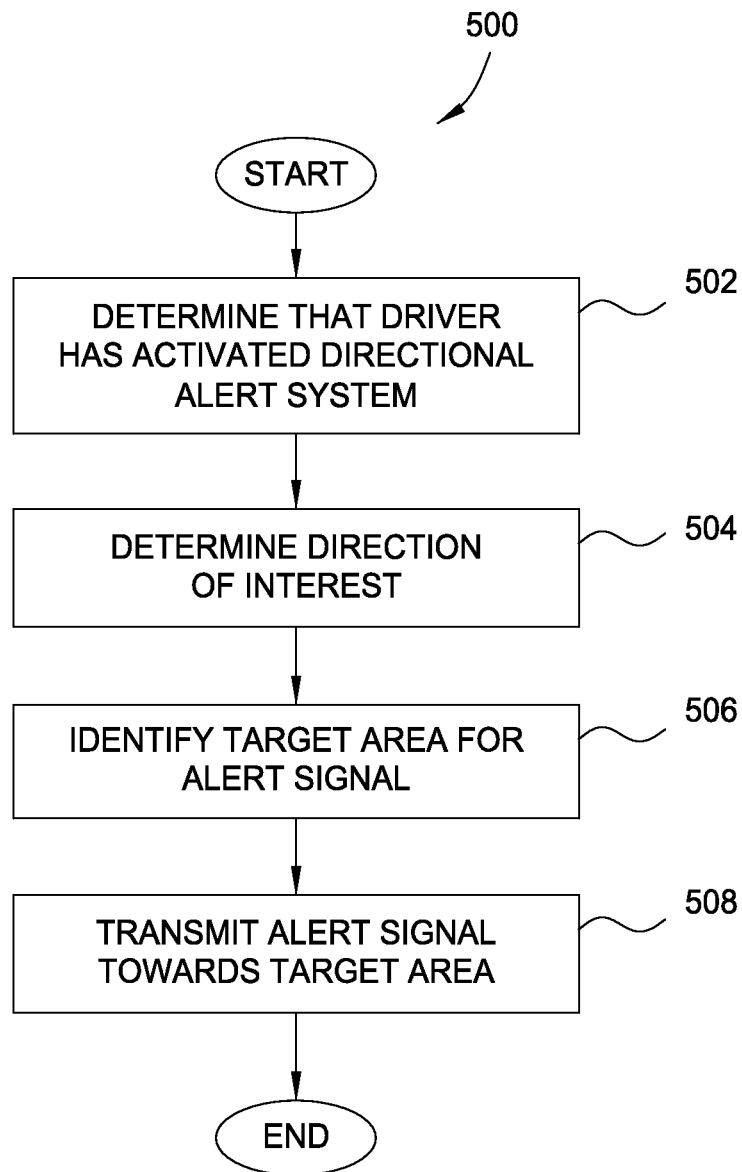 500
START
502
DETERMINE THAT DRIVER
HAS ACTIVATED DIRECTIONAL
ALERT SYSTEM
504
DETERMINE DIRECTION
OF INTEREST
506
IDENTIFY TARGET AREA FOR
ALERT SIGNAL
508
TRANSMIT ALERT SIGNAL
TOWARDS TARGET AREA
END